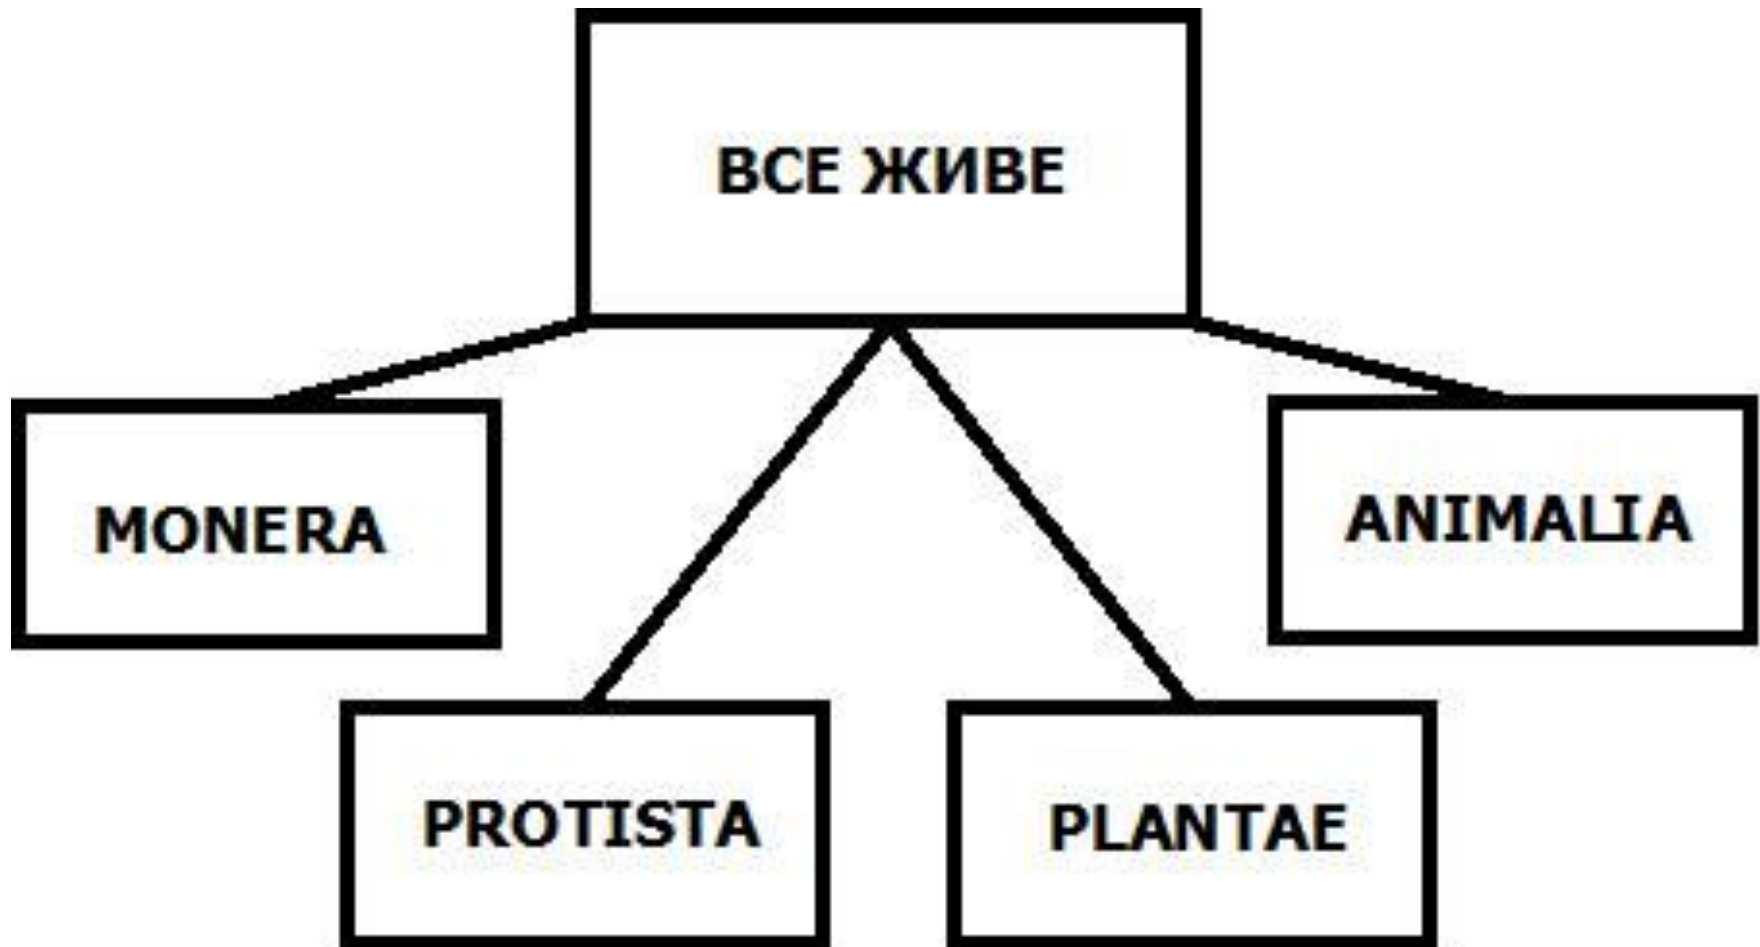 ВСЕ ЖИВЕ
MONERA
ANIMALIA
PROTISTA
PLANTAE